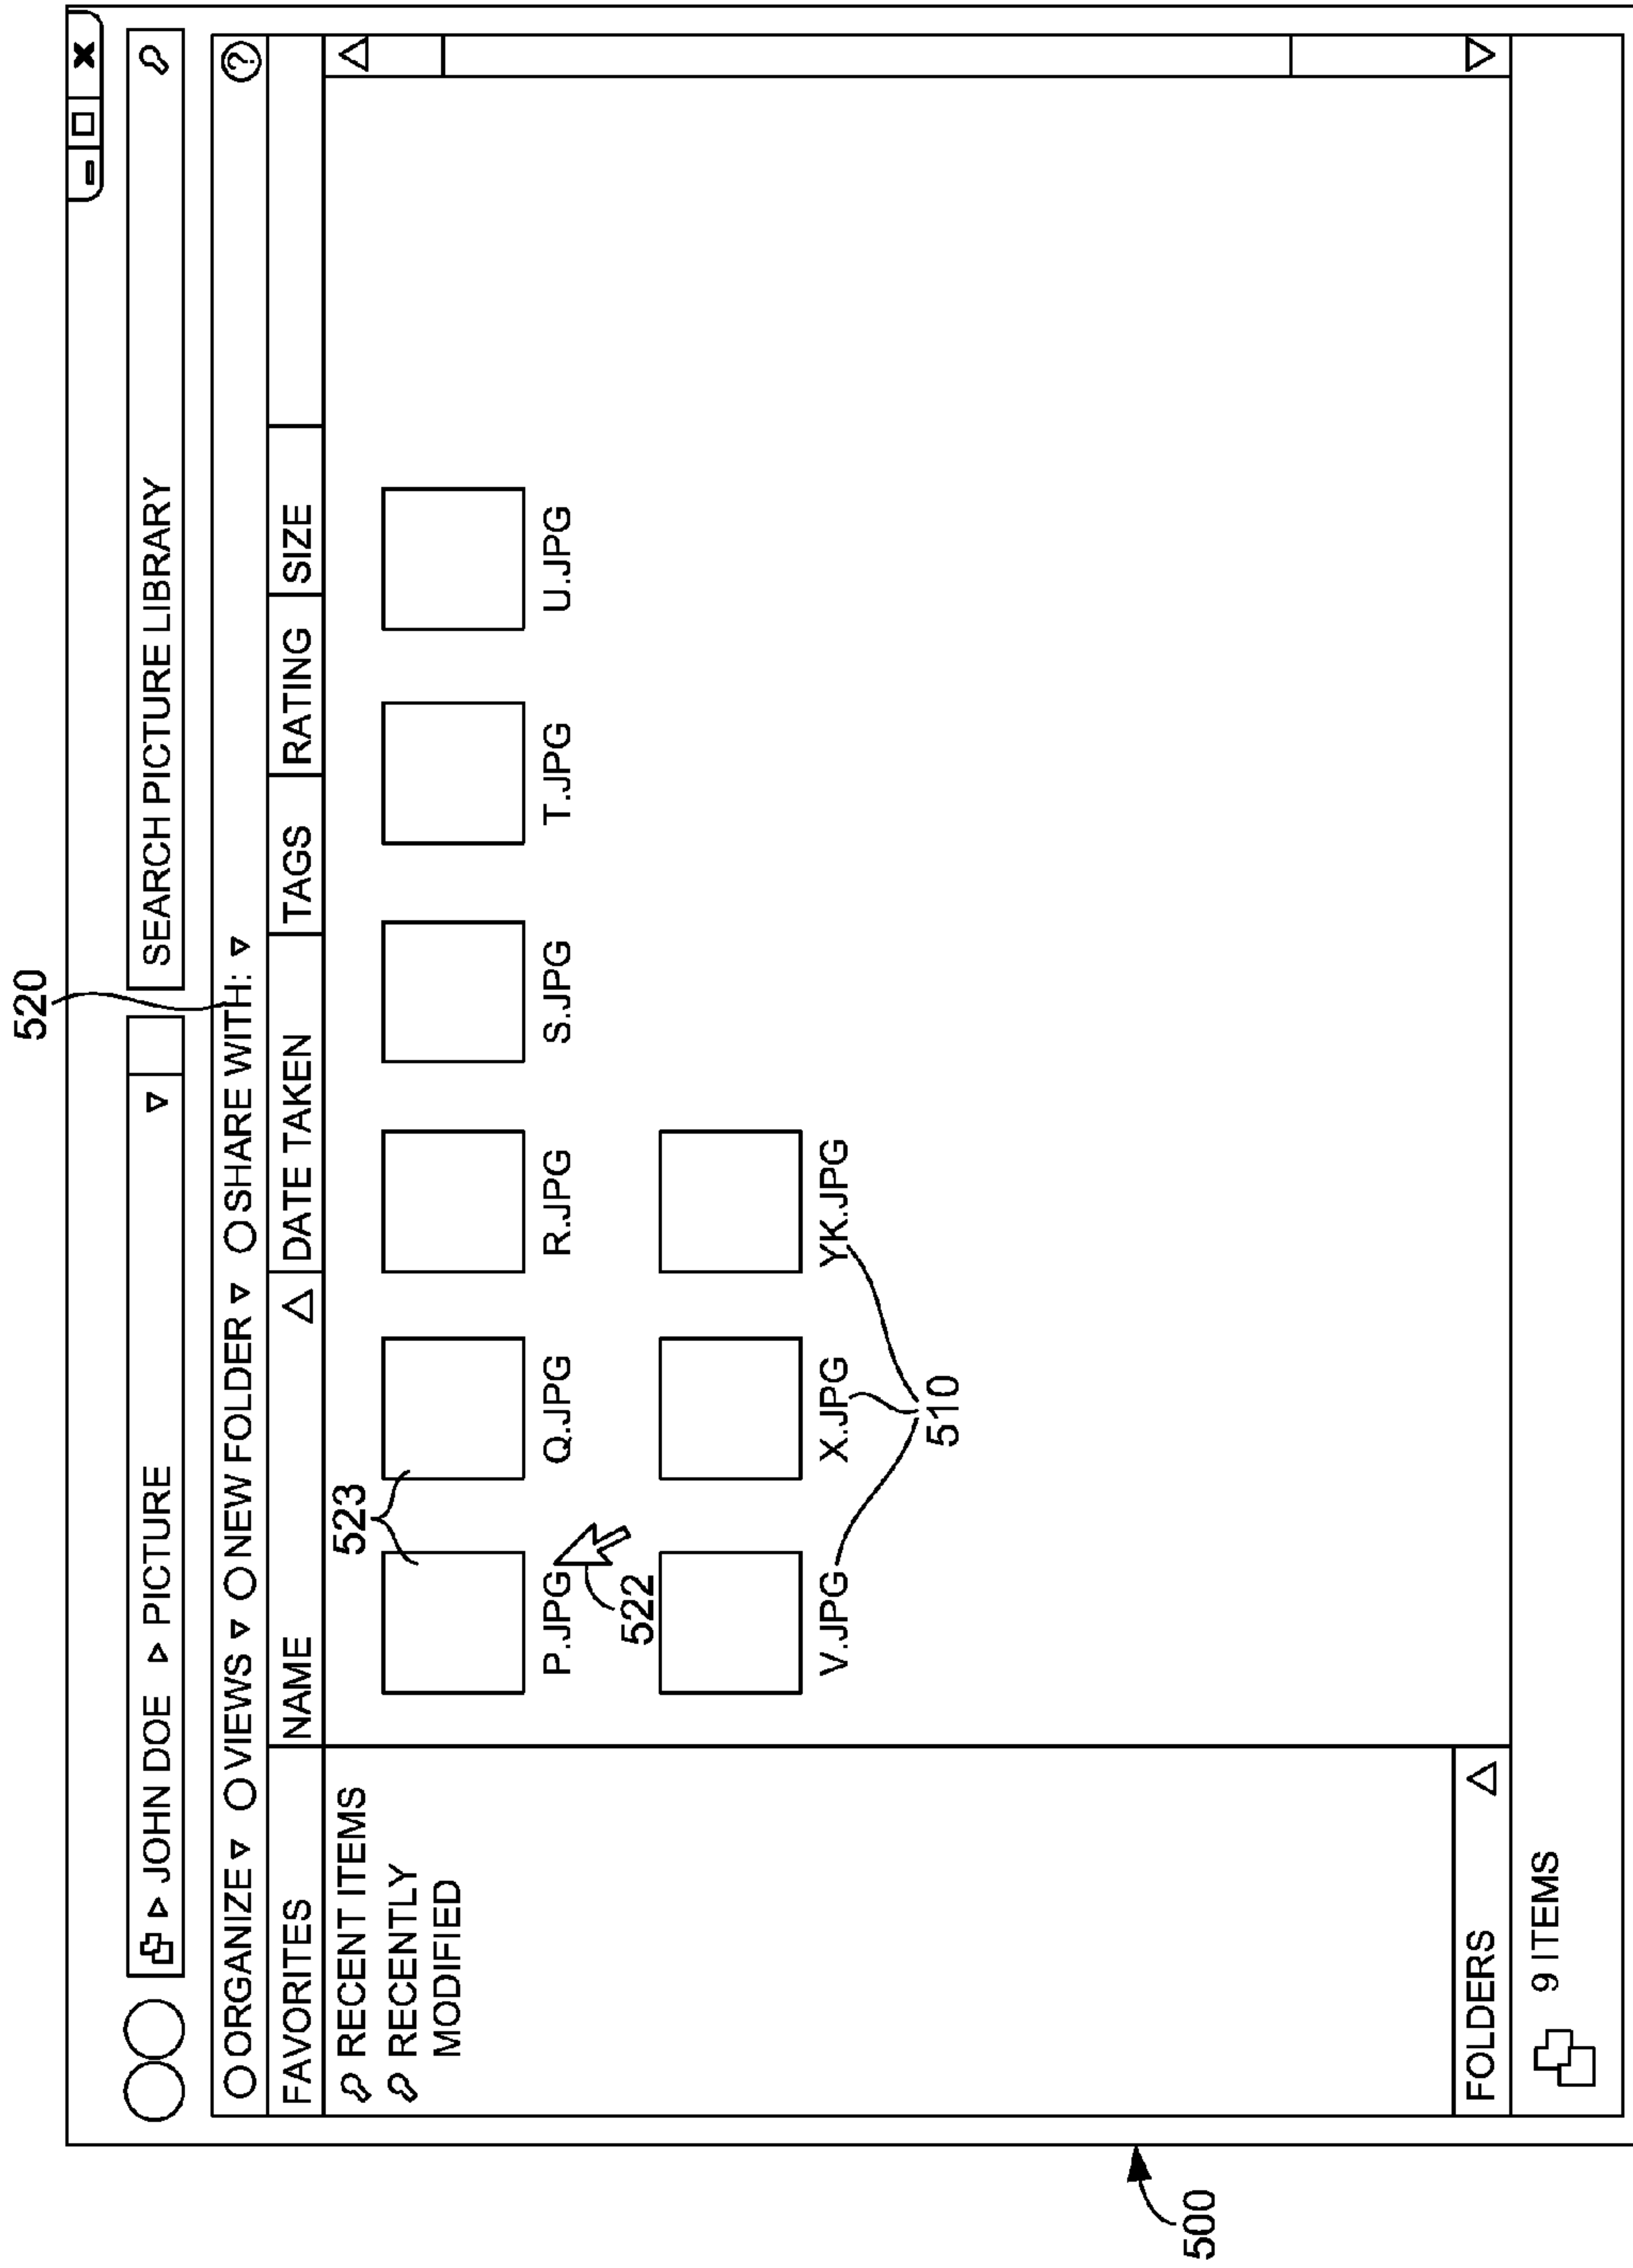 520
JOHN DOE PICTURE
SEARCH PICTURE LIBRARY
ORGANIZE VIEWS NEW FOLDER SHARE WITH: ?
FAVORITES NAME DATE TAKEN TAGS RATING SIZE
RECENT ITEMS
RECENTLY
MODIFIED
523
P.JPG Q.JPG R.JPG S.JPG T.JPG U.JPG
522
V.JPG X.JPG YK.JPG
510
500
FOLDERS
9 ITEMS